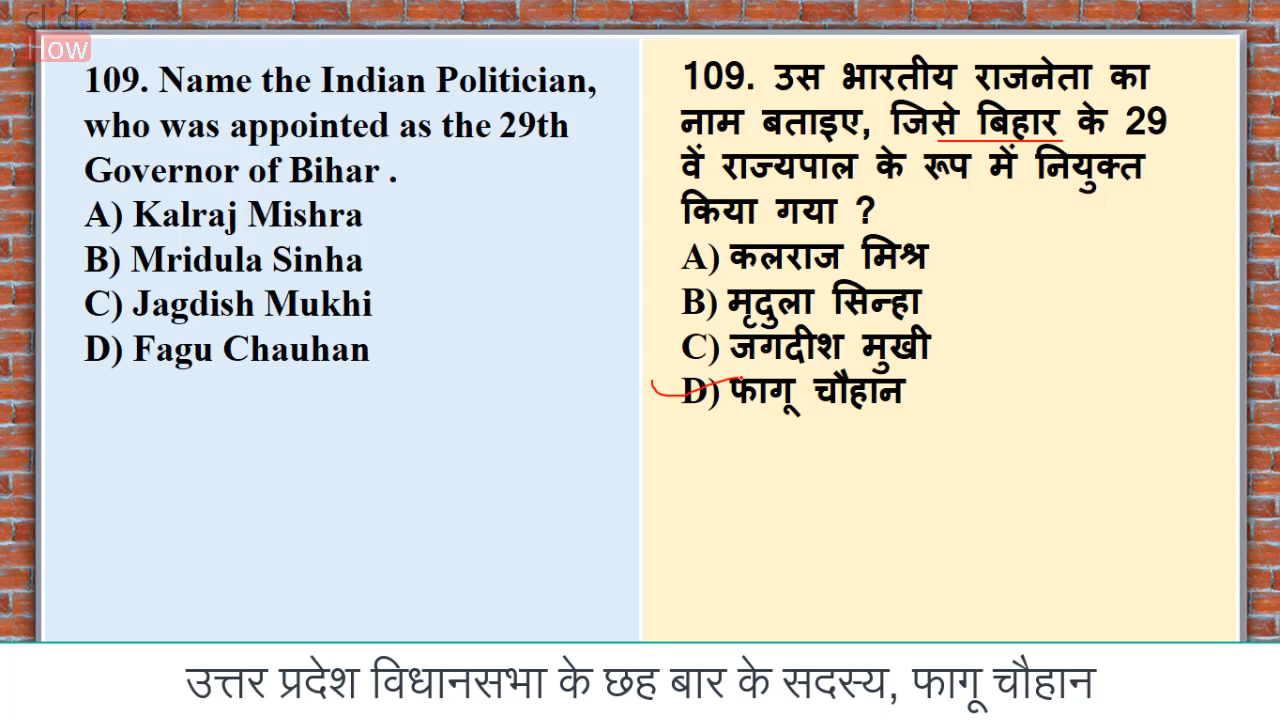 click
How
109. Name the Indian Politician,
who was appointed as the 29th
Governor of Bihar .
A) Kalraj Mishra
B) Mridula Sinha
C) Jagdish Mukhi
D) Fagu Chauhan
109. उस भारतीय राजनेता का
नाम बताइए, जिसे बिहार के 29
वें राज्यपाल के रूप में नियुक्त
किया गया ?
A) कलराज मिश्र
B) मृदुला सिन्हा
C) जगदीश मुखी
D) फागू चौहान
उत्तर प्रदेश विधानसभा के छह बार के सदस्य, फागू चौहान